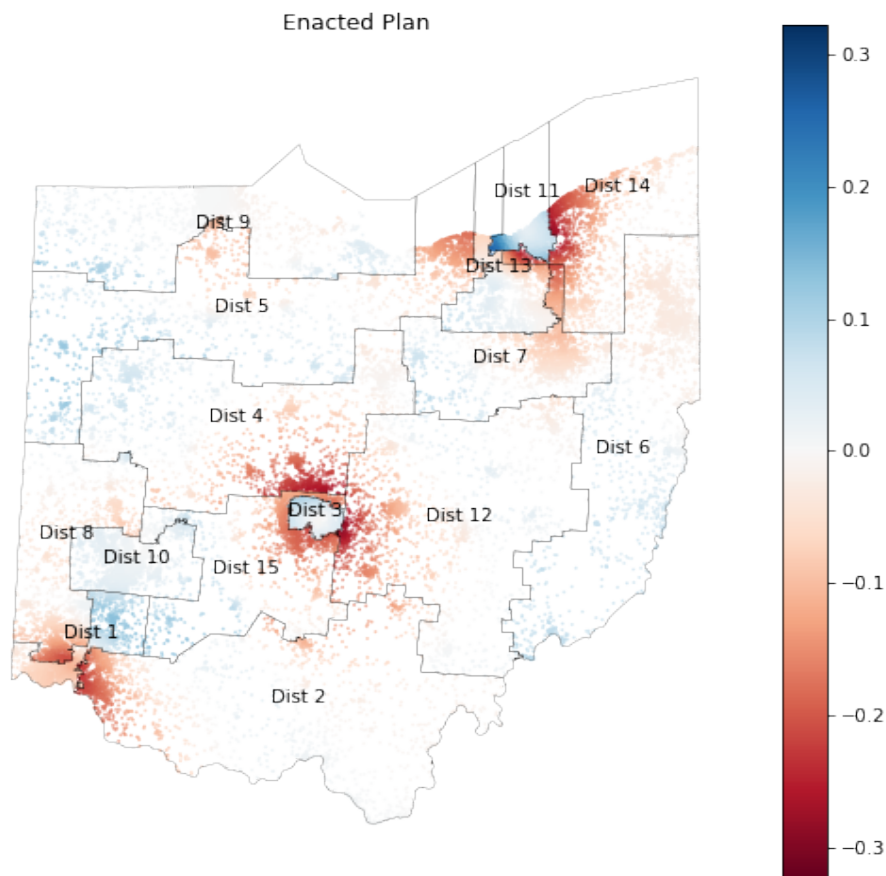 Enacted Plan
0.3
Dist 11
Dist 14
0.2
Dist 9
Dist 13
Dist 5
0.1
Dist 7
Dist 4
Dist 6
0.0
Dist 3
Dist 12
Dist 8
Dist 10
Dist 15
−0.1
Dist 1
Dist 2
−0.2
−0.3